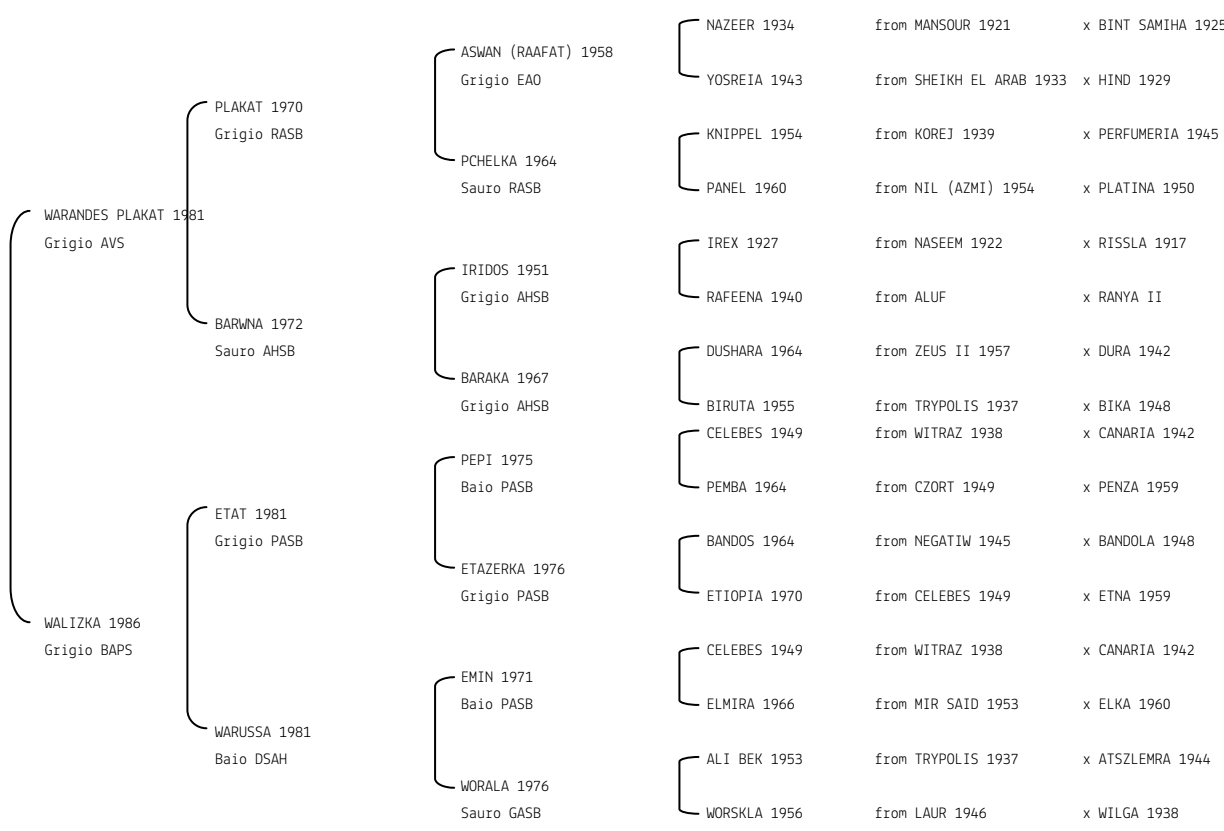 NAZEER 1934 from MANSOUR 1921 x BINT SAMIHA 1925
ASWAN (RAAFAT) 1958
Grigio EAO YOSREIA 1943 from SHEIKH EL ARAB 1933 x HIND 1929
PLAKAT 1970
Grigio RASB KNIPPEL 1954 from KOREJ 1939 x PERFUMERIA 1945
PCHELKA 1964
Sauro RASB PANEL 1960 from NIL (AZMI) 1954 x PLATINA 1950
WARANDES PLAKAT 1981
Grigio AVS IREX 1927 from NASEEM 1922 x RISSLA 1917
IRIDOS 1951
Grigio AHSB RAFEENA 1940 from ALUF x RANYA II
BARWNA 1972
Sauro AHSB DUSHARA 1964 from ZEUS II 1957 x DURA 1942
BARAKA 1967
Grigio AHSB BIRUTA 1955 from TRYPOLIS 1937 x BIKA 1948
CELEBES 1949 from WITRAZ 1938 x CANARIA 1942
PEPI 1975
Baio PASB PEMBA 1964 from CZORT 1949 x PENZA 1959
ETAT 1981
Grigio PASB BANDOS 1964 from NEGATIW 1945 x BANDOLA 1948
ETAZERKA 1976
Grigio PASB ETIOPIA 1970 from CELEBES 1949 x ETNA 1959
WALIZKA 1986
Grigio BAPS CELEBES 1949 from WITRAZ 1938 x CANARIA 1942
EMIN 1971
Baio PASB ELMIRA 1966 from MIR SAID 1953 x ELKA 1960
WARUSSA 1981
Baio DSAH ALI BEK 1953 from TRYPOLIS 1937 x ATSZLEMRA 1944
WORALA 1976
Sauro GASB WORSKLA 1956 from LAUR 1946 x WILGA 1938